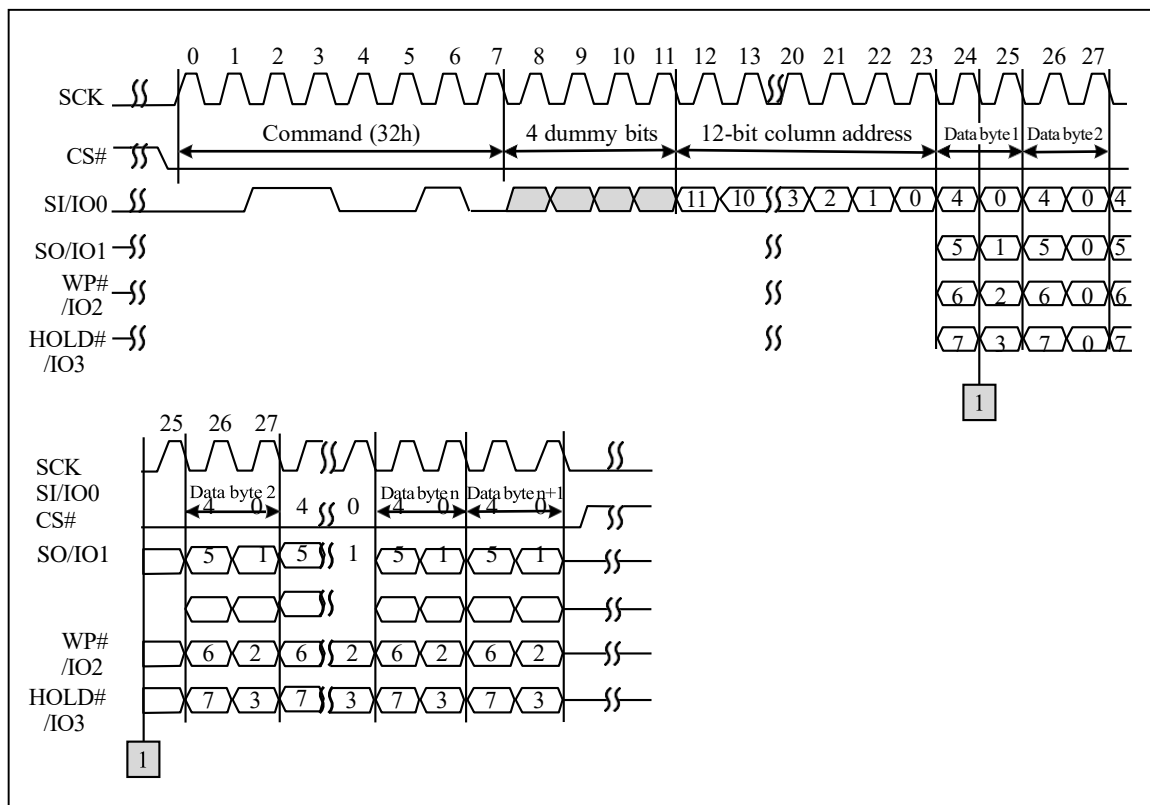 0 1 2 3 4 5 6 7 8 9 10 11 12 13 20 21 22 23 24 25 26 27
SCK
Command (32h) 4 dummy bits 12-bit column address Data byte 1 Data byte 2
CS#
SI/IO0 11 10 3 2 1 0 4 0 4 0 4
SO/IO1 5 1 5 0 5
WP#
/IO2 6 2 6 0 6
HOLD#
/IO3 7 3 7 0 7
1
25 26 27
SCK
SI/IO0 Data byte 2 Data byte n Data byte n+1
4 0 4 0 4 0 4 0
CS#
SO/IO1 5 1 5 1 5 1 5 1
WP#
/IO2 6 2 6 2 6 2 6 2
HOLD#
/IO3 7 3 7 3 7 3 7 3
1